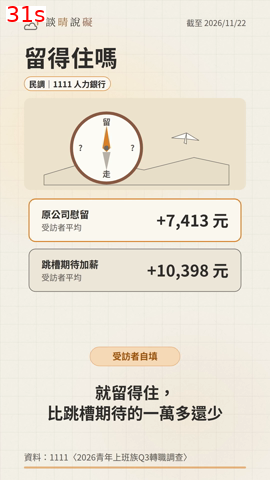 31s
談晴說礙
截至 2026/11/22
留得住嗎
民調｜1111 人力銀行
留
?
?
走
原公司慰留
受訪者平均
+7,413 元
跳槽期待加薪
受訪者平均
+10,398 元
受訪者自填
就留得住，
比跳槽期待的一萬多還少
資料：1111〈2026青年上班族Q3轉職調查〉